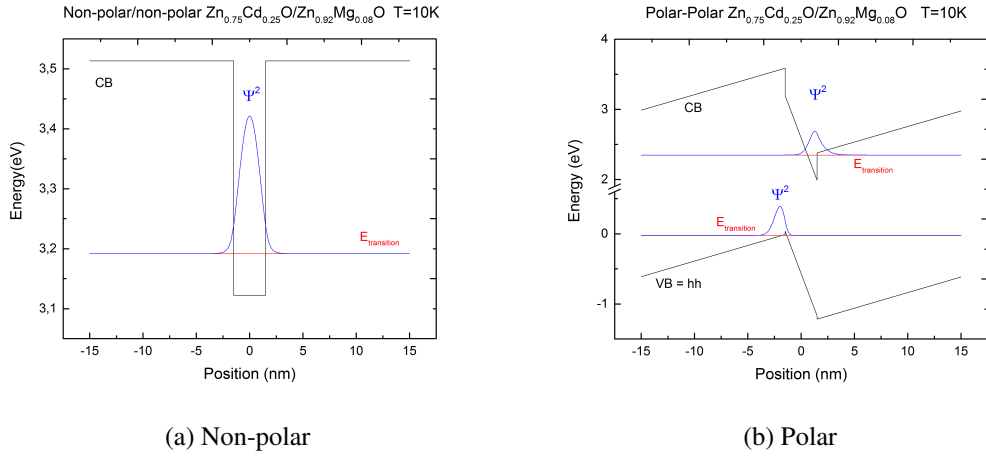 Non-polar/non-polar Zn0.75Cd0.25O/Zn0.92Mg0.08O T=10K
3,5
3,4
3,3
3,2
3,1
Energy(eV)
CB
Ψ2
Etransition
-15 -10 -5 0 5 10 15
Position (nm)
(a) Non-polar
Polar-Polar Zn0.75Cd0.25O/Zn0.92Mg0.08O T=10K
4
3
2
0
-1
Energy (eV)
CB
Ψ2
Etransition
Ψ2
Etransition
VB = hh
-15 -10 -5 0 5 10 15
Position (nm)
(b) Polar